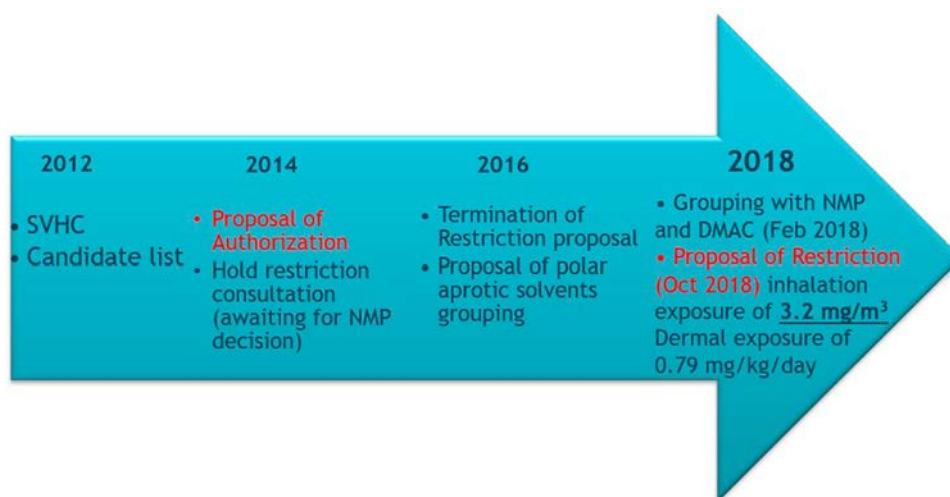 2012
• SVHC
• Candidate list
2014
• Proposal of
Authorization
• Hold restriction
consultation
(awaiting for NMP
decision)
2016
• Termination of
Restriction proposal
• Proposal of polar
aprotic solvents
grouping
2018
• Grouping with NMP
and DMAC (Feb 2018)
• Proposal of Restriction
(Oct 2018) inhalation
exposure of 3.2 mg/m³
Dermal exposure of
0.79 mg/kg/day